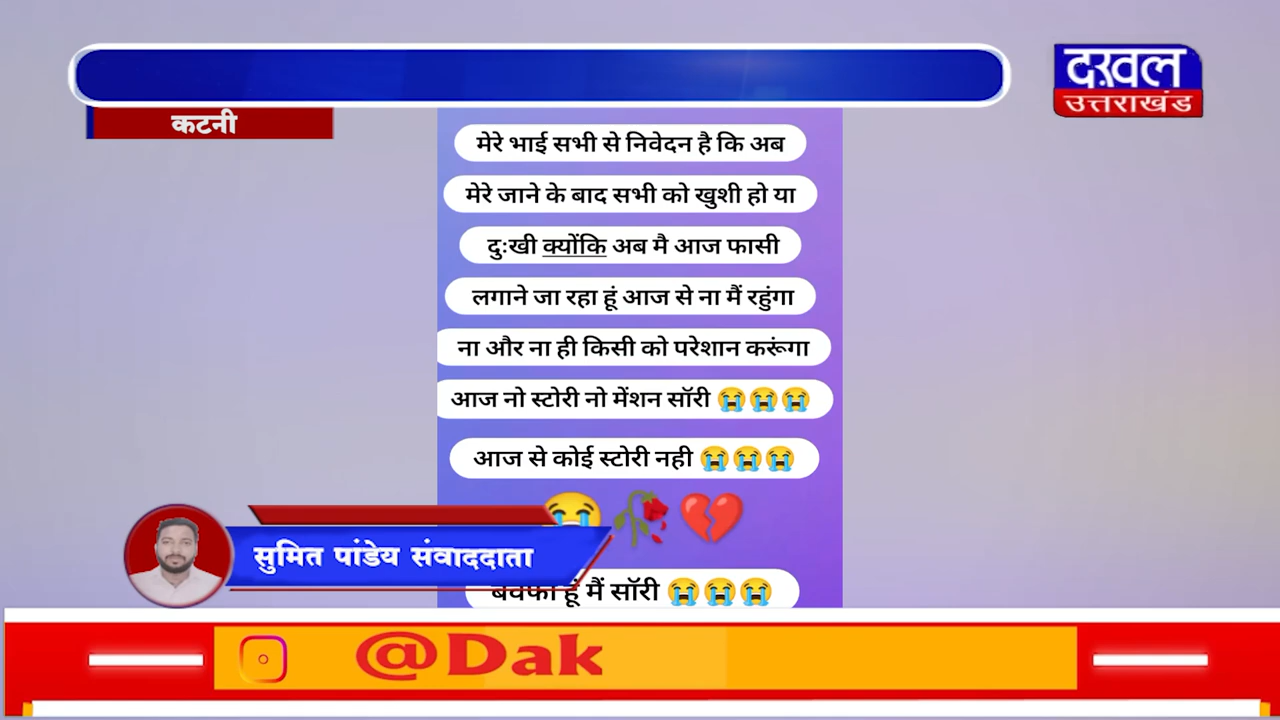 दख़ल
उत्तराखंड
कटनी
मेरे भाई सभी से निवेदन है कि अब
मेरे जाने के बाद सभी को खुशी हो या
दुःखी क्योंकि अब मै आज फासी
लगाने जा रहा हूं आज से ना मैं रहुंगा
ना और ना ही किसी को परेशान करूंगा
आज नो स्टोरी नो मेंशन सॉरी 😭😭😭
आज से कोई स्टोरी नही 😭😭😭
😭🥀💔
सुमित पांडेय संवाददाता
हूं मैं सॉरी 😭😭😭
@Dak